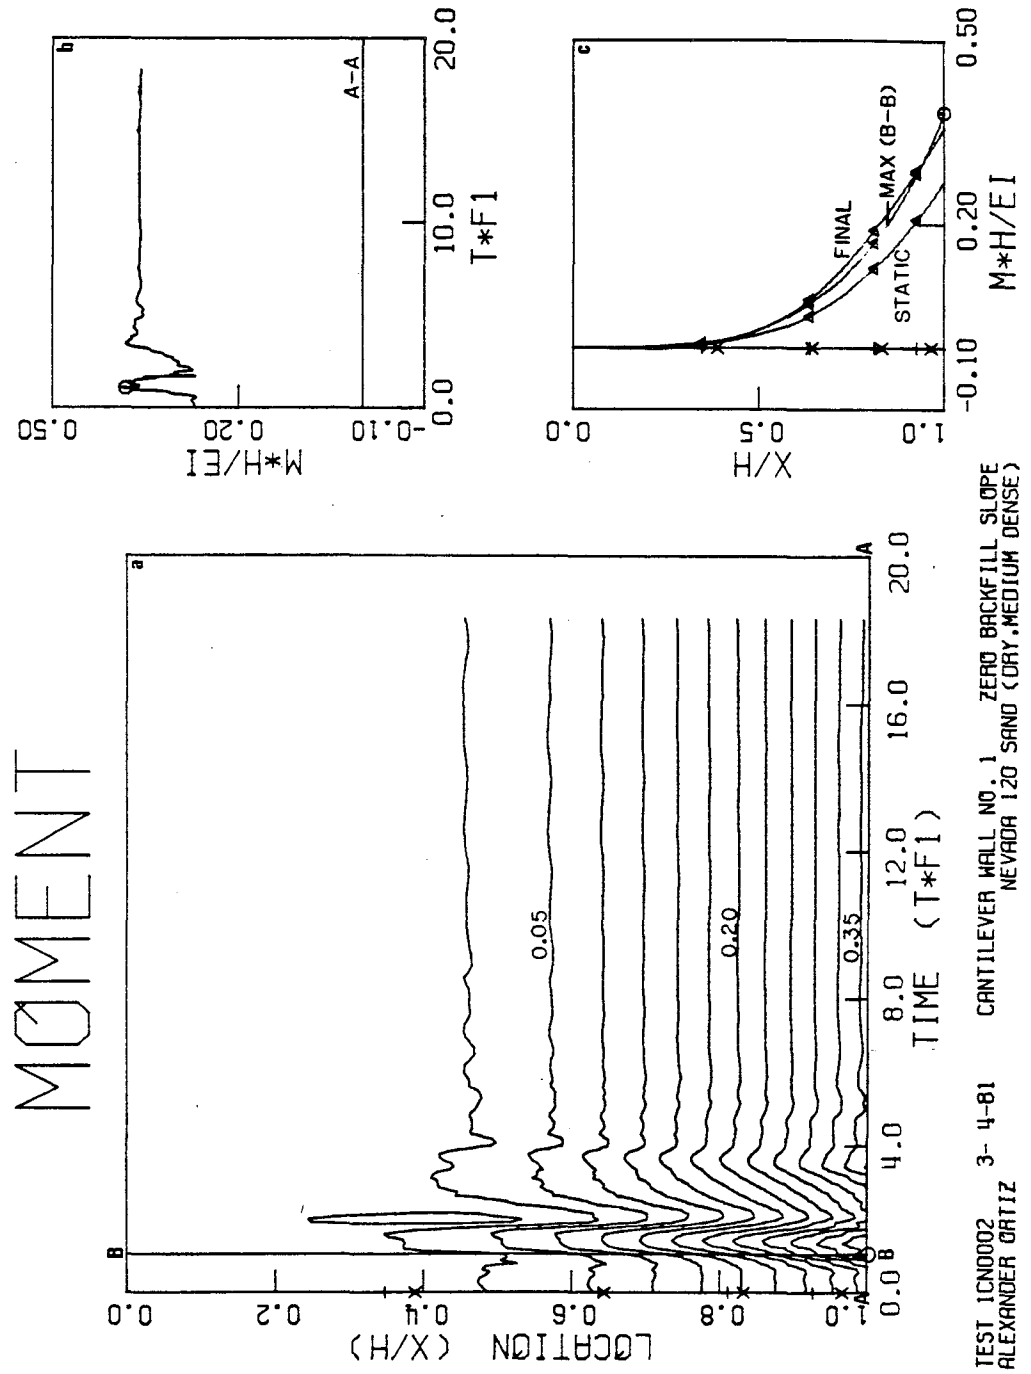 MØMENT
a
B
B
A
A
LOCATION (X/H)
0.0
0.2
0.4
0.6
0.8
1.0
0.05
0.20
0.35
0.0
4.0
8.0
12.0
16.0
20.0
TIME (T*F1)
b
M*H/EI
0.50
0.20
-0.10
A-A
0.0
10.0
20.0
T*F1
c
X/H
0.0
0.5
1.0
FINAL
MAX (B-B)
STATIC
-0.10
0.20
0.50
M*H/EI
TEST 1CN0002 3- 4-81 CANTILEVER WALL NO. 1 ZERO BACKFILL SLOPE
ALEXANDER ORTIZ NEVADA 120 SAND (DRY,MEDIUM DENSE)